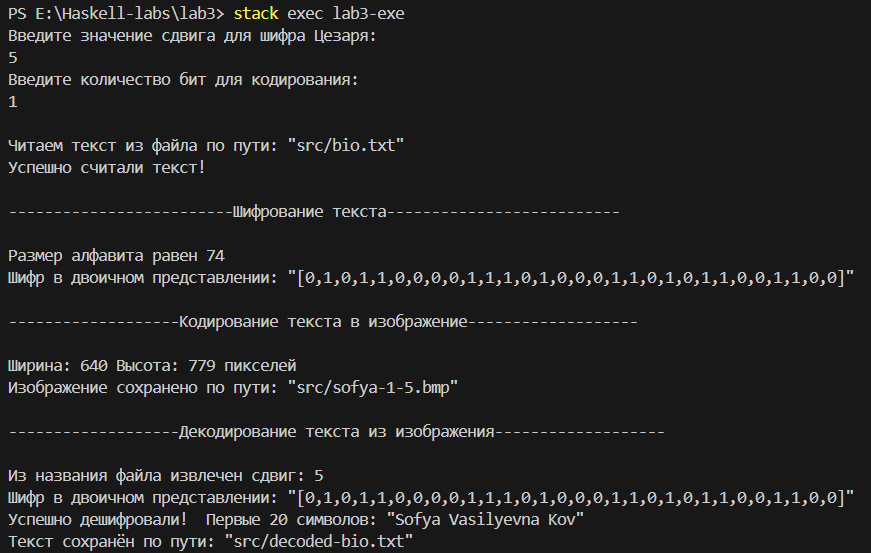 PS E:\Haskell-labs\lab3> stack exec lab3-exe
Введите значение сдвига для шифра Цезаря:
5
Введите количество бит для кодирования:
1
Читаем текст из файла по пути: "src/bio.txt"
Успешно считали текст!
-------------------------Шифрование текста--------------------------
Размер алфавита равен 74
Шифр в двоичном представлении: "[0,1,0,1,1,0,0,0,0,1,1,1,0,1,0,0,0,1,1,0,1,0,1,1,0,0,1,1,0,0]"
-------------------Кодирование текста в изображение-------------------
Ширина: 640 Высота: 779 пикселей
Изображение сохранено по пути: "src/sofya-1-5.bmp"
-------------------Декодирование текста из изображения-------------------
Из названия файла извлечен сдвиг: 5
Шифр в двоичном представлении: "[0,1,0,1,1,0,0,0,0,1,1,1,0,1,0,0,0,1,1,0,1,0,1,1,0,0,1,1,0,0]"
Успешно дешифровали!  Первые 20 символов: "Sofya Vasilyevna Kov"
Текст сохранён по пути: "src/decoded-bio.txt"